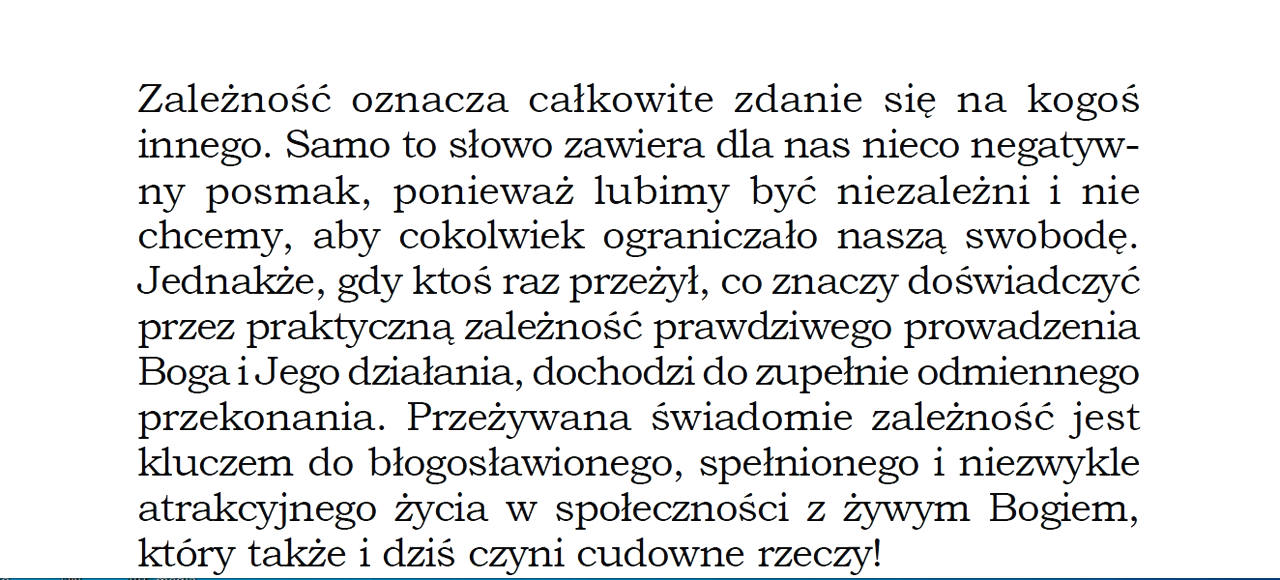 Zależność oznacza całkowite zdanie się na kogoś
innego. Samo to słowo zawiera dla nas nieco negatyw-
ny posmak, ponieważ lubimy być niezależni i nie
chcemy, aby cokolwiek ograniczało naszą swobodę.
Jednakże, gdy ktoś raz przeżył, co znaczy doświadczyć
przez praktyczną zależność prawdziwego prowadzenia
Boga i Jego działania, dochodzi do zupełnie odmiennego
przekonania. Przeżywana świadomie zależność jest
kluczem do błogosławionego, spełnionego i niezwykle
atrakcyjnego życia w społeczności z żywym Bogiem,
który także i dziś czyni cudowne rzeczy!